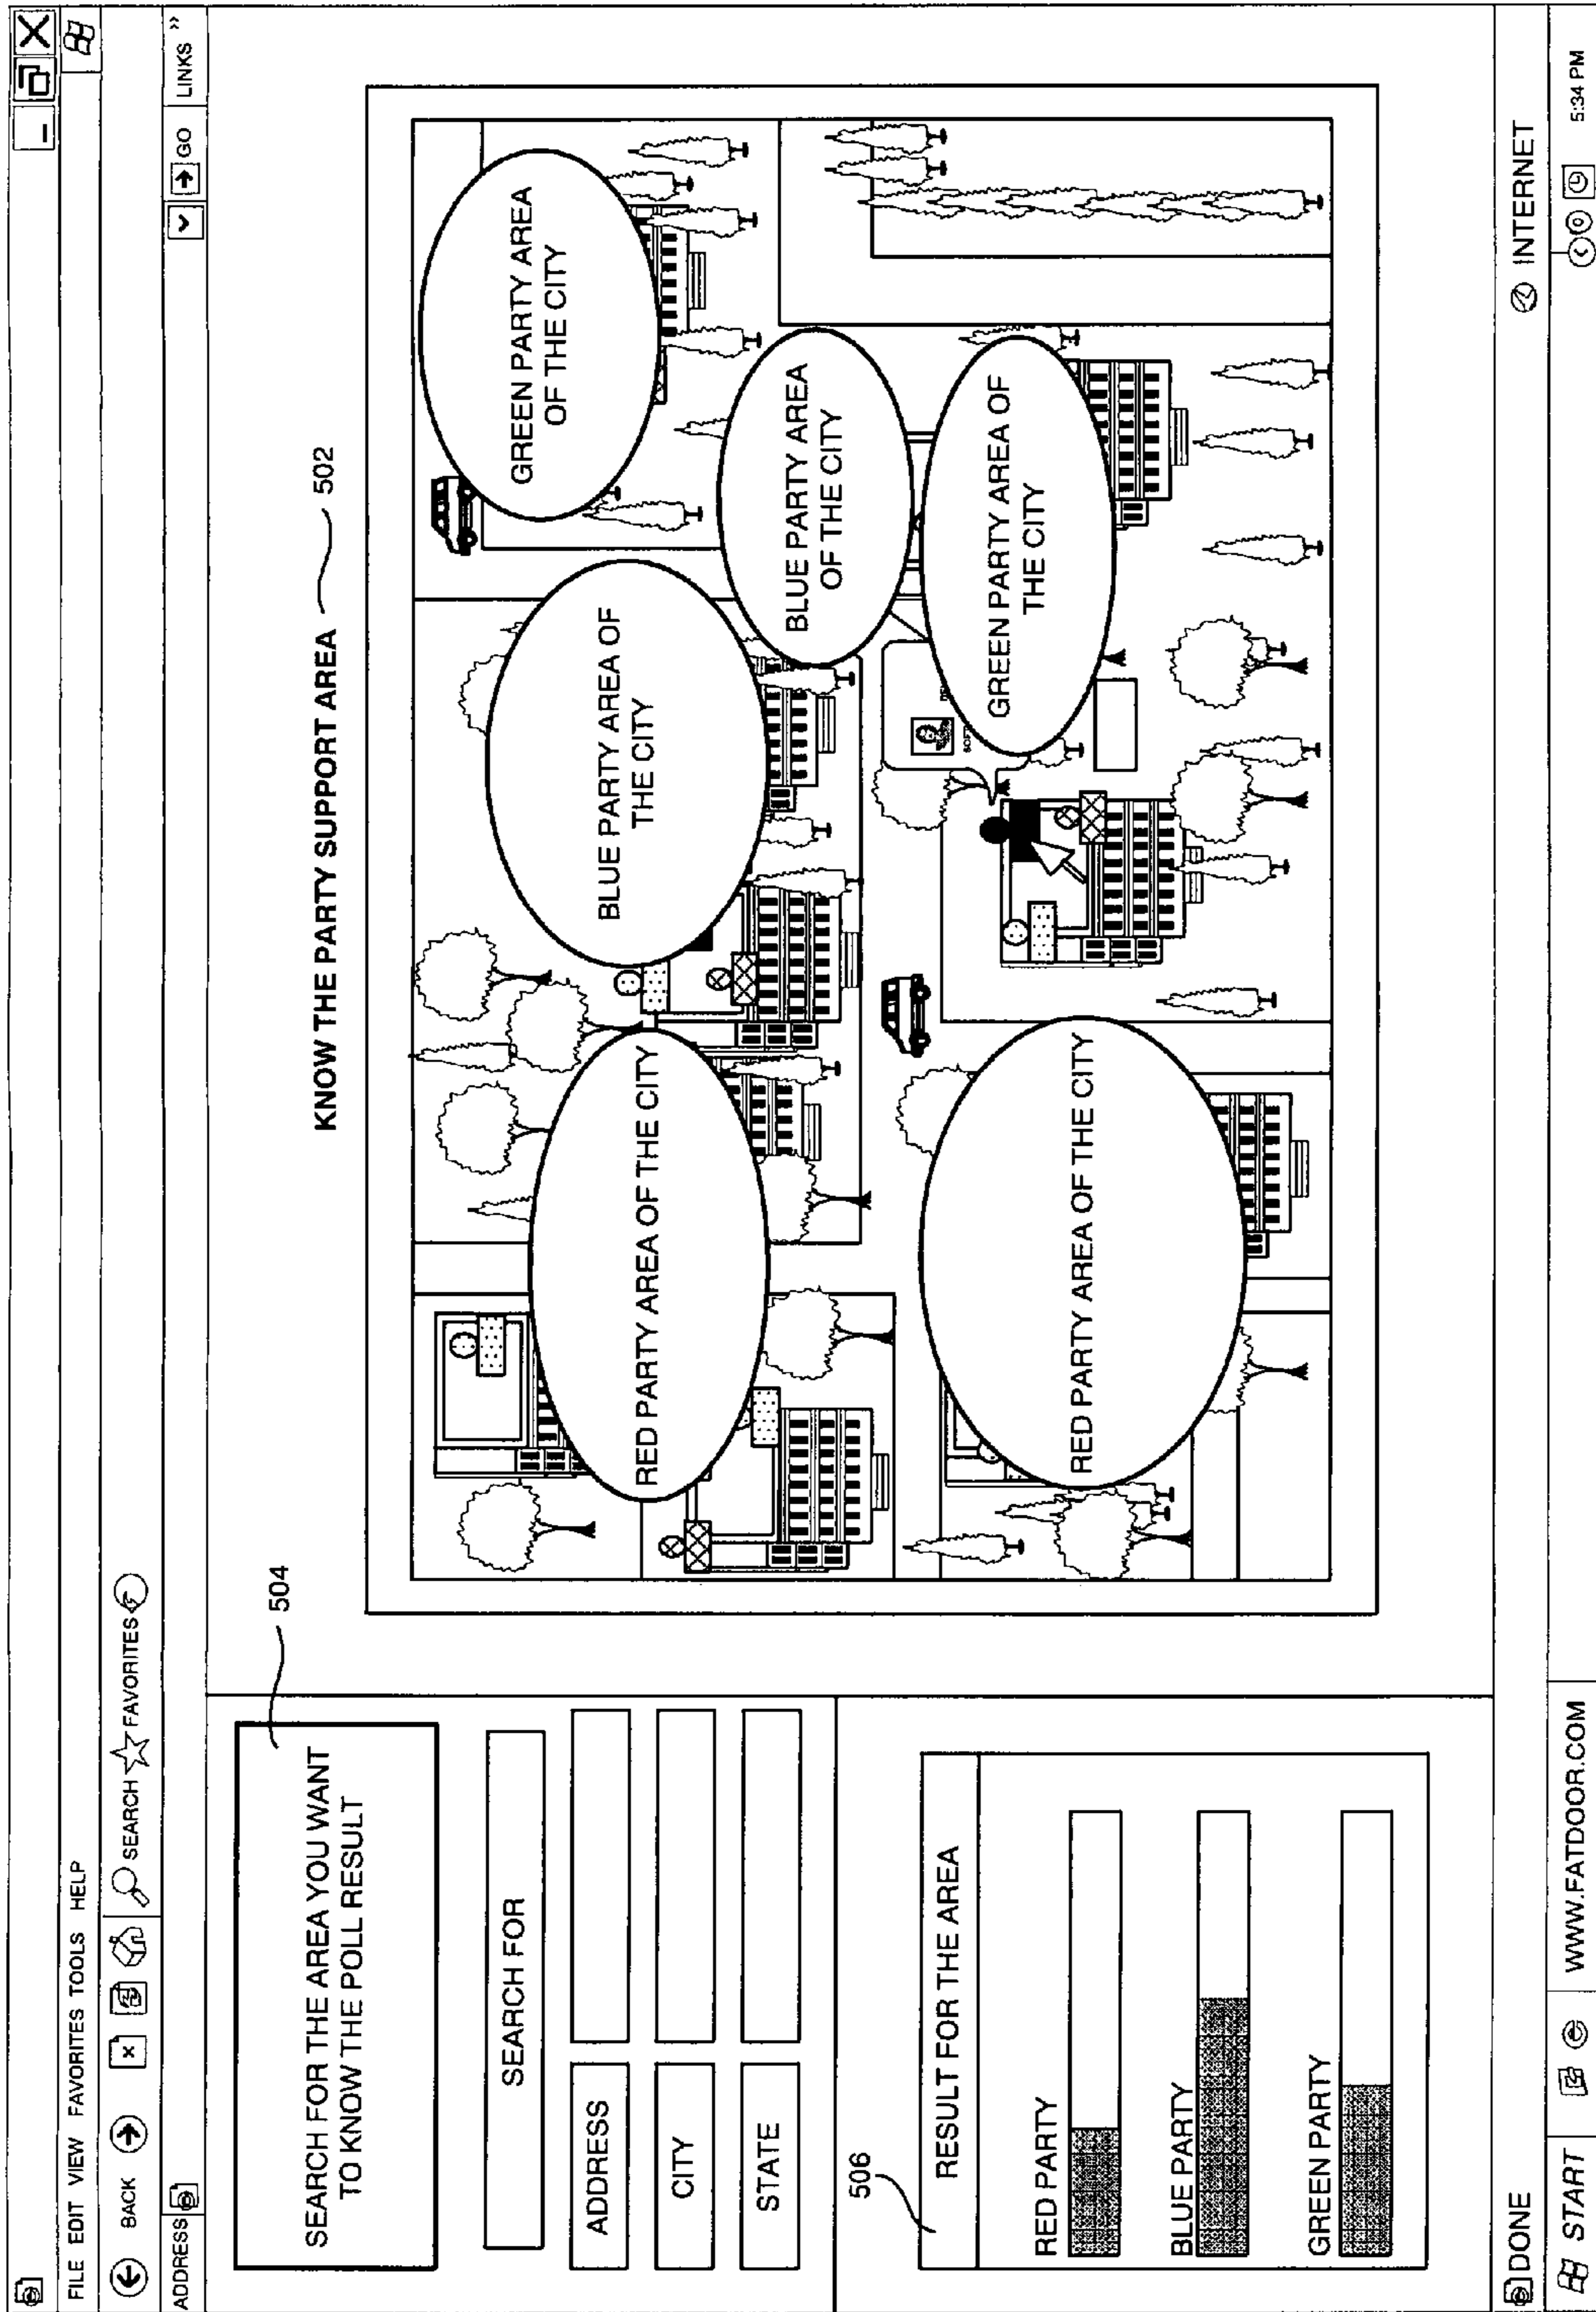 FILE EDIT VIEW FAVORITES TOOLS HELP
BACK
SEARCH
FAVORITES
ADDRESS
GO
LINKS »
504
SEARCH FOR THE AREA YOU WANT
TO KNOW THE POLL RESULT
SEARCH FOR
ADDRESS
CITY
STATE
506
RESULT FOR THE AREA
RED PARTY
BLUE PARTY
GREEN PARTY
KNOW THE PARTY SUPPORT AREA
502
GREEN PARTY AREA
OF THE CITY
BLUE PARTY AREA OF
THE CITY
RED PARTY AREA OF THE CITY
BLUE PARTY AREA
OF THE CITY
GREEN PARTY AREA OF
THE CITY
RED PARTY AREA OF THE CITY
DONE
INTERNET
START
WWW.FATDOOR.COM
5:34 PM